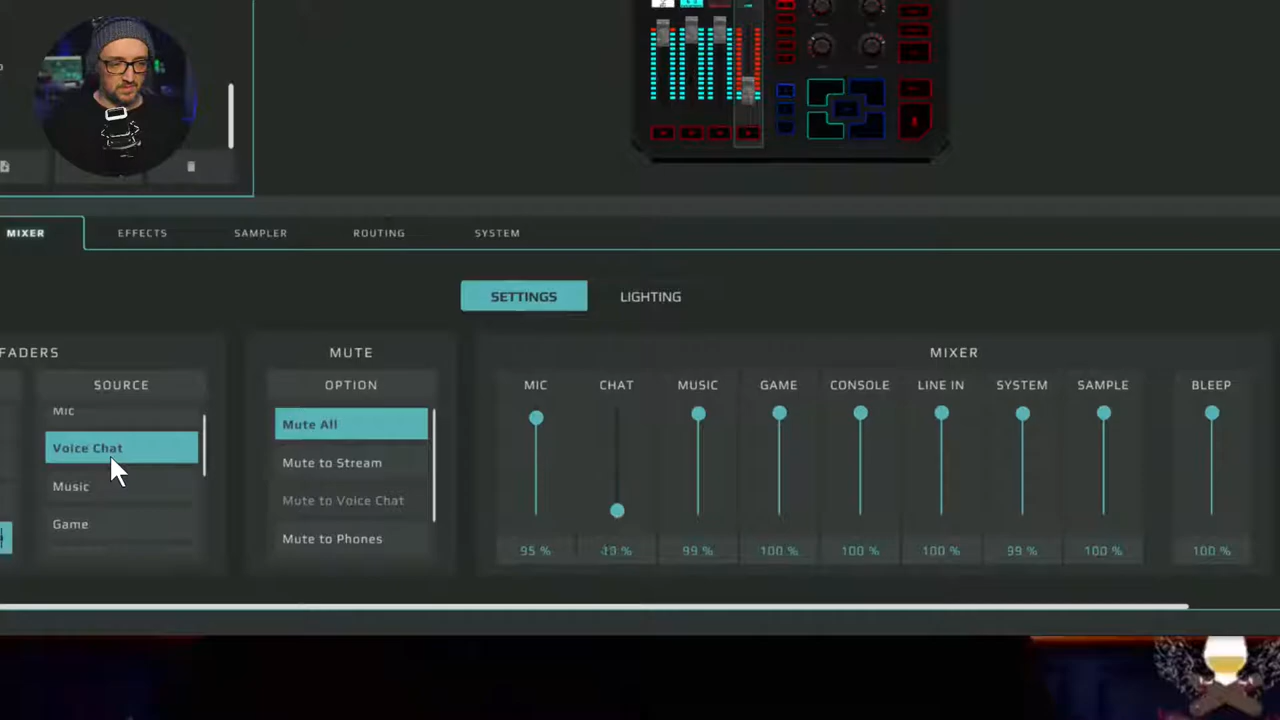 MIXER EFFECTS SAMPLER ROUTING SYSTEM
SETTINGS LIGHTING
FADERS
SOURCE
Mic
Voice Chat
Music
Game
MUTE
OPTION
Mute All
Mute to Stream
Mute to Voice Chat
Mute to Phones
MIXER
MIC CHAT MUSIC GAME CONSOLE LINE IN SYSTEM SAMPLE BLEEP
95 % 99 % 100 % 100 % 100 % 99 % 100 % 100 %